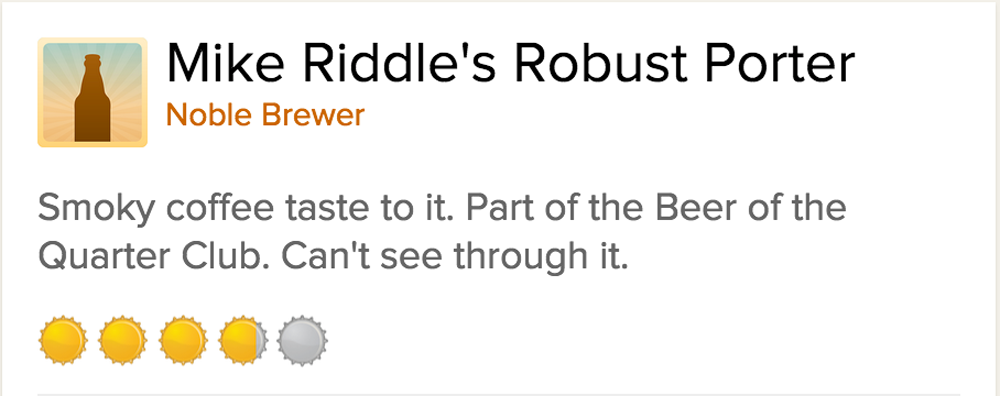 Mike Riddle's Robust Porter
Noble Brewer
Smoky coffee taste to it. Part of the Beer of the
Quarter Club. Can't see through it.